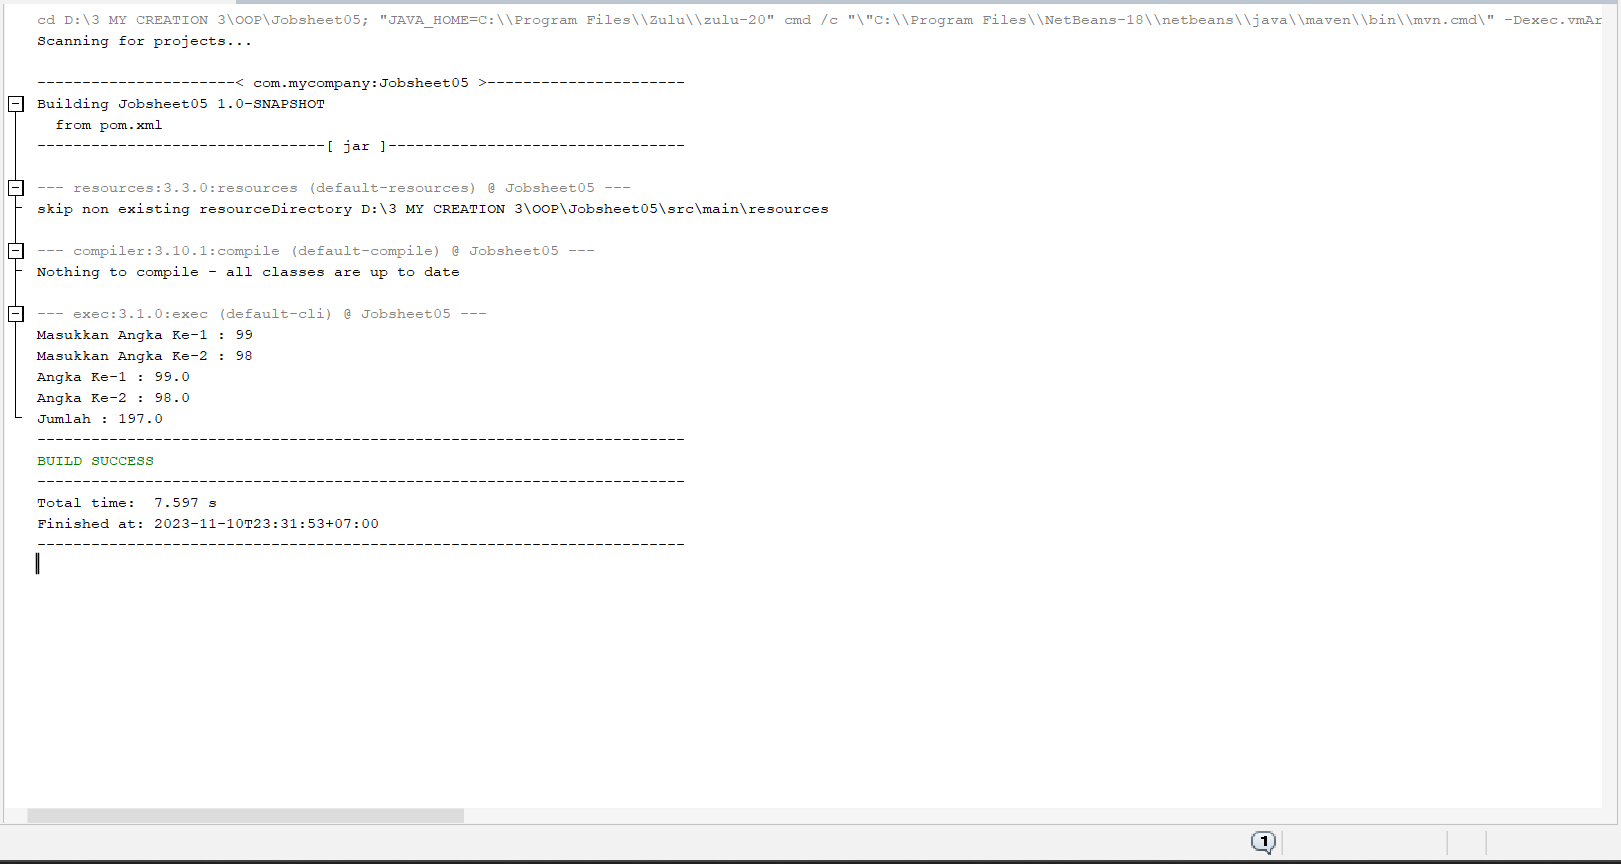 cd D:\3 MY CREATION 3\OOP\Jobsheet05; "JAVA_HOME=C:\\Program Files\\Zulu\\zulu-20" cmd /c "\"C:\\Program Files\\NetBeans-18\\netbeans\\java\\maven\\bin\\mvn.cmd\" -Dexec.vmAr
Scanning for projects...
----------------------< com.mycompany:Jobsheet05 >----------------------
Building Jobsheet05 1.0-SNAPSHOT
  from pom.xml
--------------------------------[ jar ]---------------------------------
--- resources:3.3.0:resources (default-resources) @ Jobsheet05 ---
skip non existing resourceDirectory D:\3 MY CREATION 3\OOP\Jobsheet05\src\main\resources
--- compiler:3.10.1:compile (default-compile) @ Jobsheet05 ---
Nothing to compile - all classes are up to date
--- exec:3.1.0:exec (default-cli) @ Jobsheet05 ---
Masukkan Angka Ke-1 : 99
Masukkan Angka Ke-2 : 98
Angka Ke-1 : 99.0
Angka Ke-2 : 98.0
Jumlah : 197.0
------------------------------------------------------------------------
BUILD SUCCESS
------------------------------------------------------------------------
Total time:  7.597 s
Finished at: 2023-11-10T23:31:53+07:00
------------------------------------------------------------------------
1